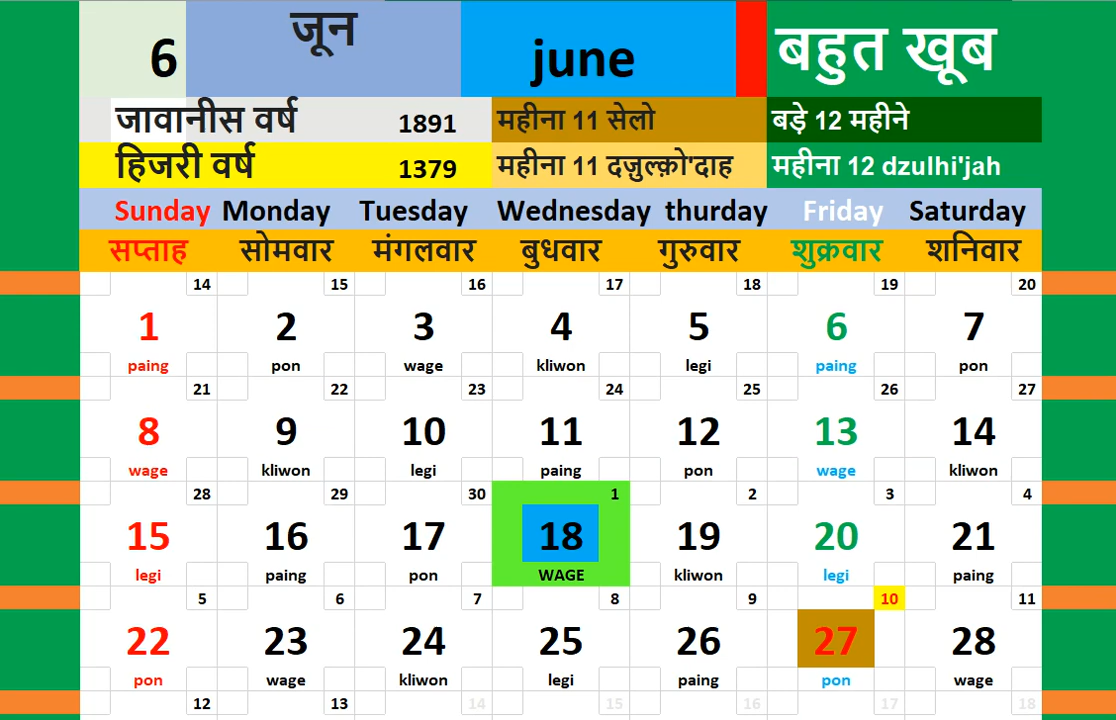 6 जून june बहुत खूब
जावानीस वर्ष 1891 महीना 11 सेलो बड़े 12 महीने
हिजरी वर्ष 1379 महीना 11 दज़ुल्क़ो'दाह महीना 12 dzulhi'jah
Sunday Monday Tuesday Wednesday thurday Friday Saturday
सप्ताह सोमवार मंगलवार बुधवार गुरुवार शुक्रवार शनिवार
14 15 16 17 18 19 20
1 2 3 4 5 6 7
paing pon wage kliwon legi paing pon
21 22 23 24 25 26 27
8 9 10 11 12 13 14
wage kliwon legi paing pon wage kliwon
28 29 30 1 2 3 4
15 16 17 18 19 20 21
legi paing pon WAGE kliwon legi paing
5 6 7 8 9 10 11
22 23 24 25 26 27 28
pon wage kliwon legi paing pon wage
12 13 14 15 16 17 18